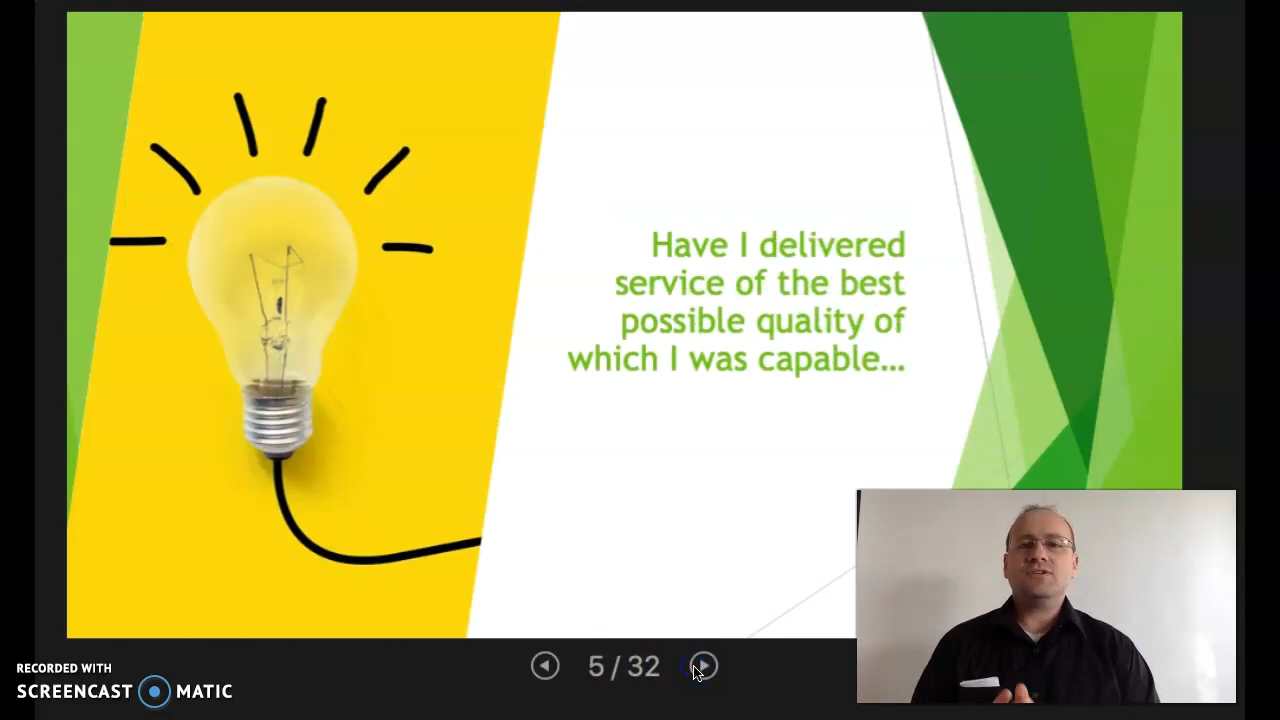 Have I delivered
service of the best
possible quality of
which I was capable...
5 / 32
RECORDED WITH
SCREENCAST MATIC